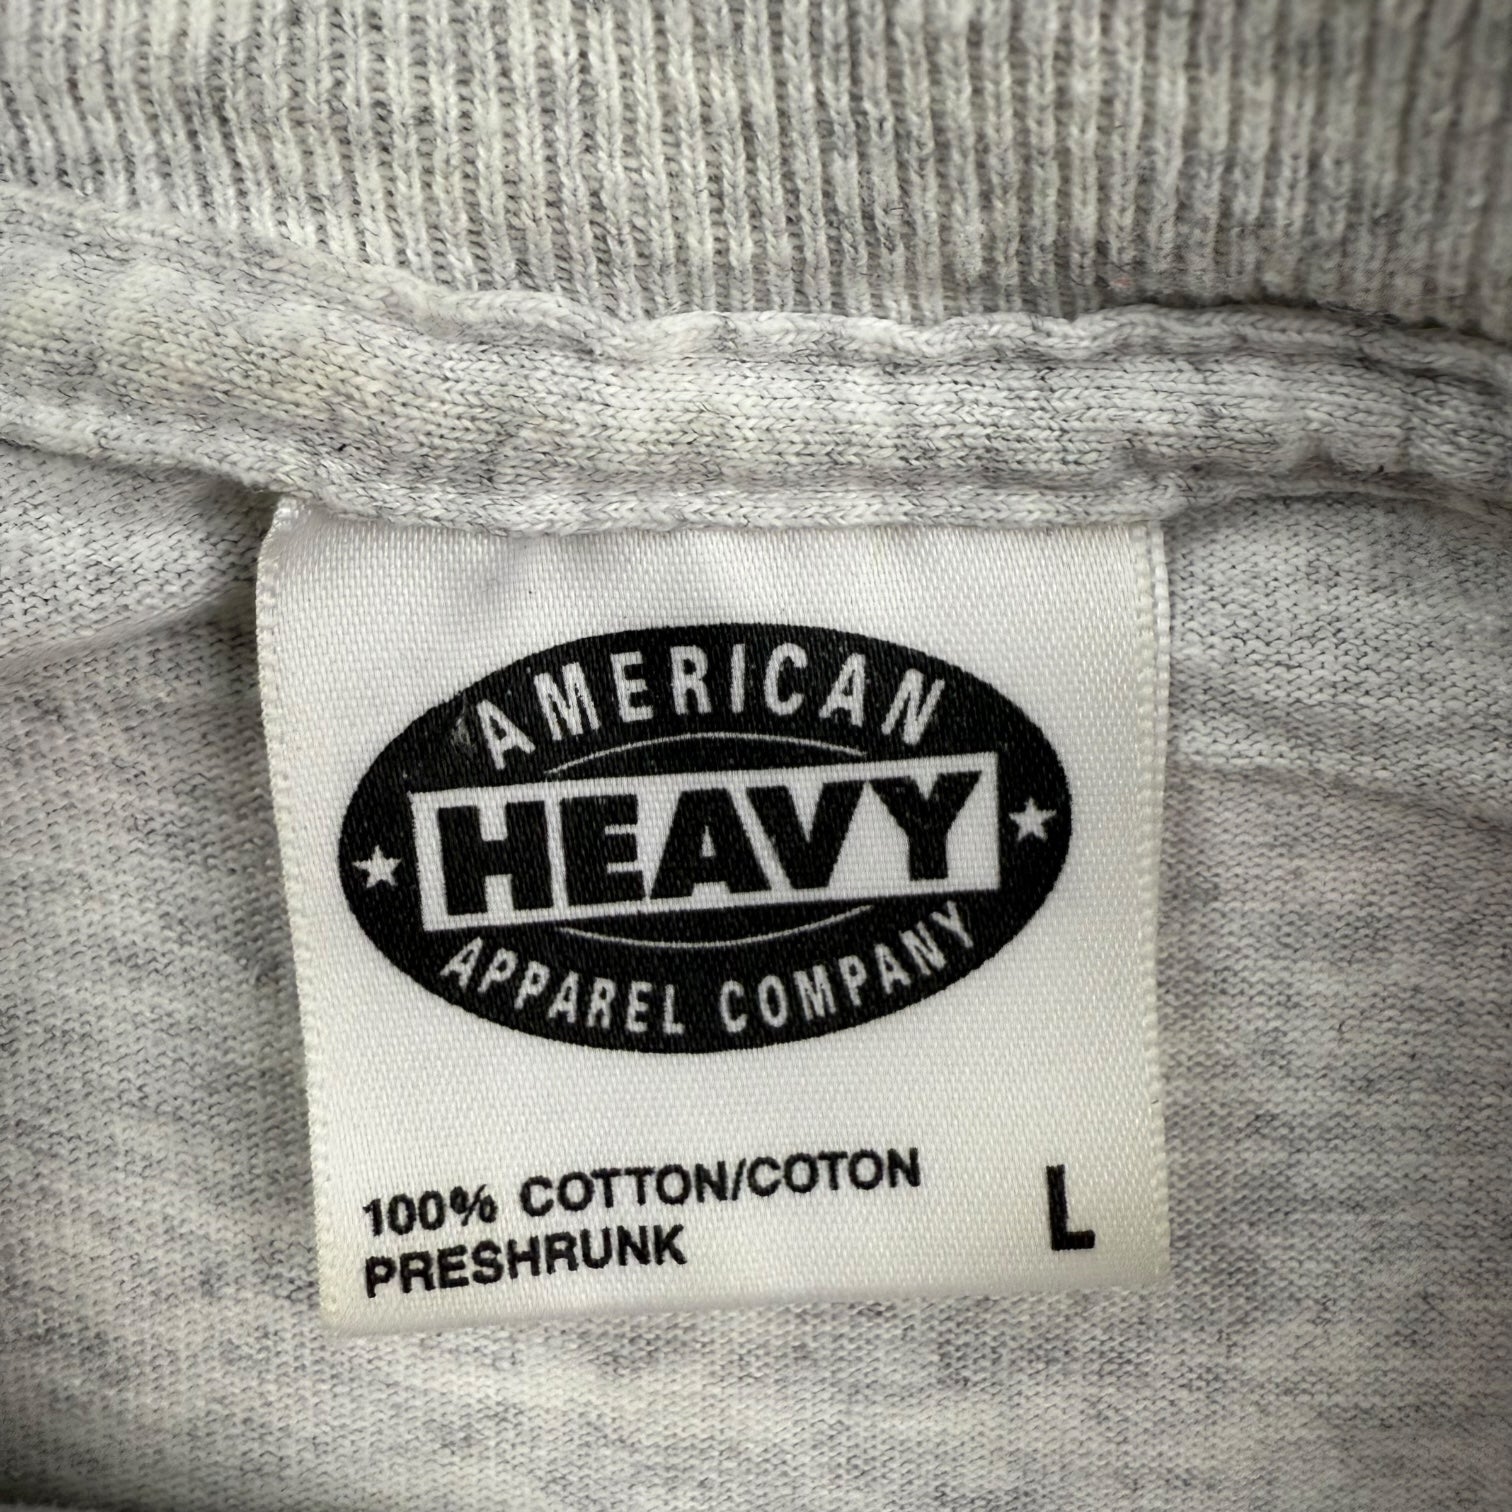 AMERICAN
HEAVY
APPAREL COMPANY
100% COTTON/COTON
PRESHRUNK
L